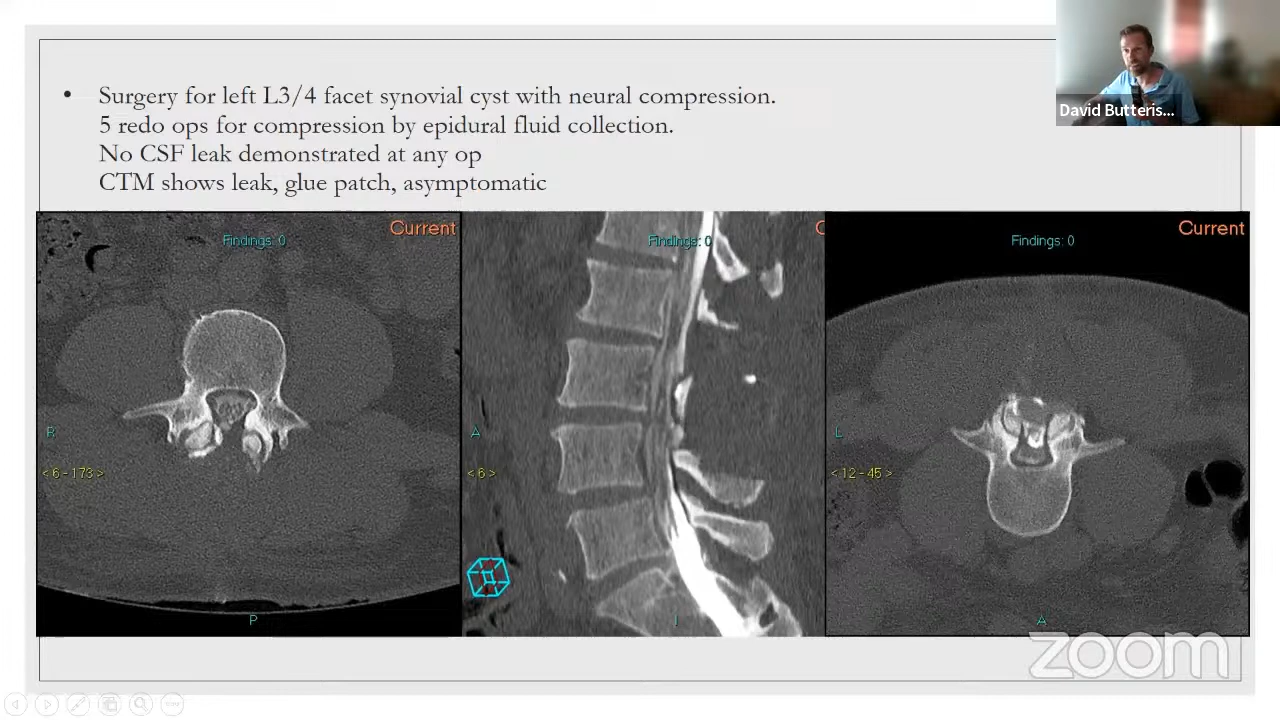 David Butteris...
• Surgery for left L3/4 facet synovial cyst with neural compression.
5 redo ops for compression by epidural fluid collection.
No CSF leak demonstrated at any op
CTM shows leak, glue patch, asymptomatic
Current
Findings: 0
R
< 6 - 173 >
P
C
Findings: 0
A
< 6 >
I
Current
Findings: 0
L
< 12 - 45 >
A
zoom